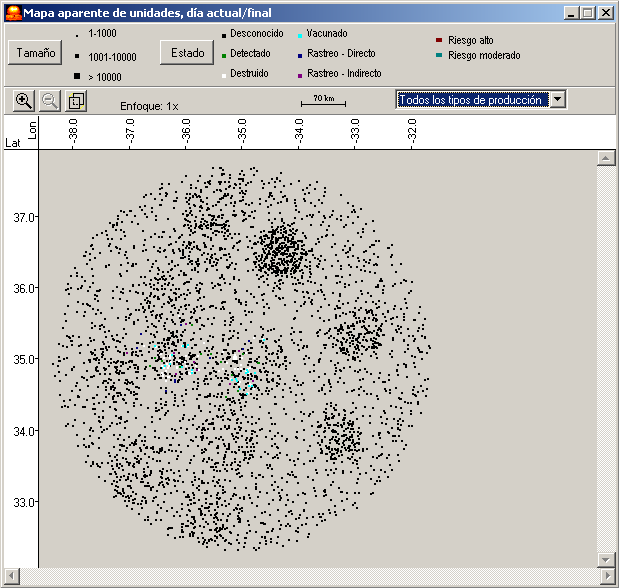 Mapa aparente de unidades, día actual/final
Tamaño
1-1000
1001-10000
> 10000
Estado
Desconocido
Detectado
Destruido
Vacunado
Rastreo - Directo
Rastreo - Indirecto
Riesgo alto
Riesgo moderado
Enfoque: 1x
70 km
Todos los tipos de producción
Lon
Lat
-38.0
-37.0
-36.0
-35.0
-34.0
-33.0
-32.0
37.0
36.0
35.0
34.0
33.0